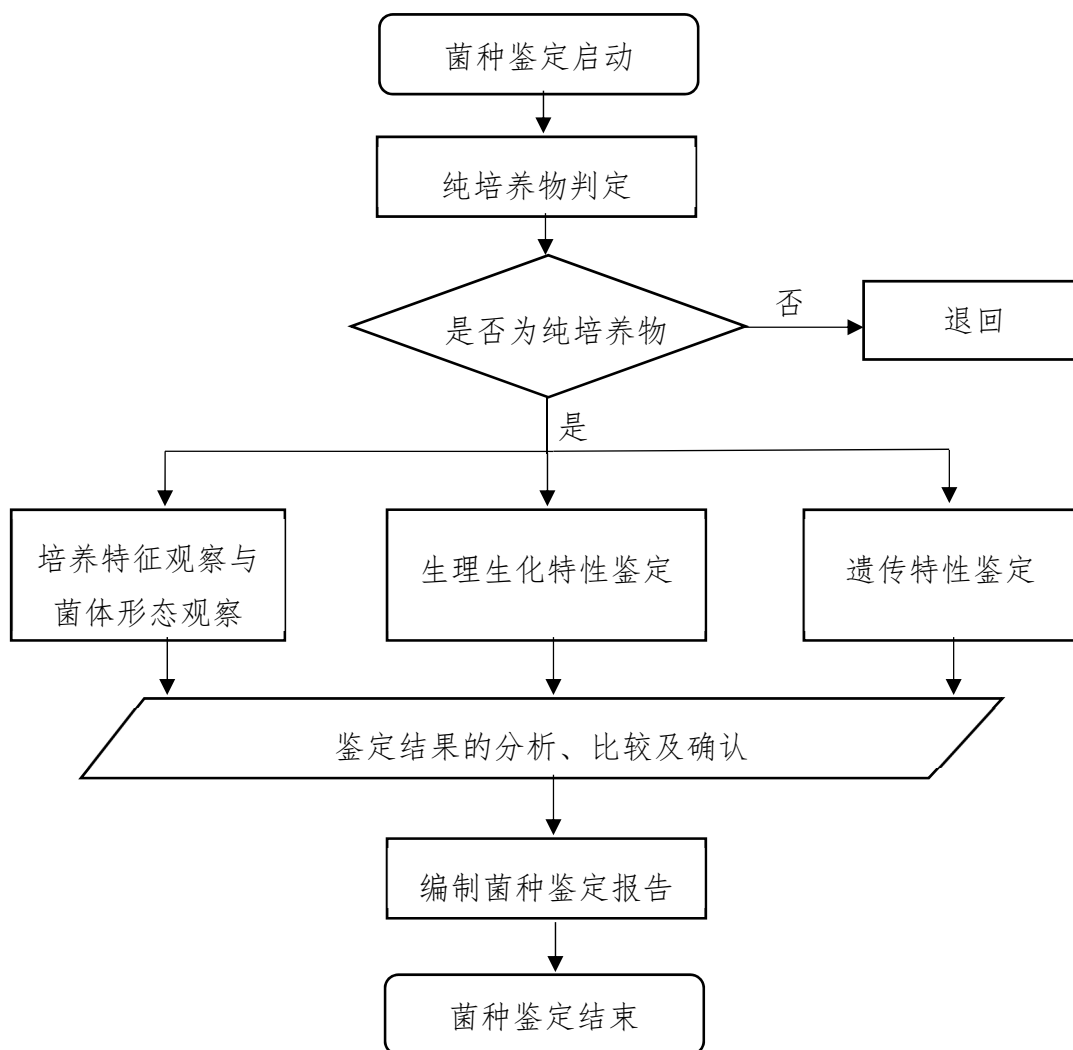 菌种鉴定启动
纯培养物判定
是否为纯培养物
否
退回
是
培养特征观察与
菌体形态观察
生理生化特性鉴定
遗传特性鉴定
鉴定结果的分析、比较及确认
编制菌种鉴定报告
菌种鉴定结束